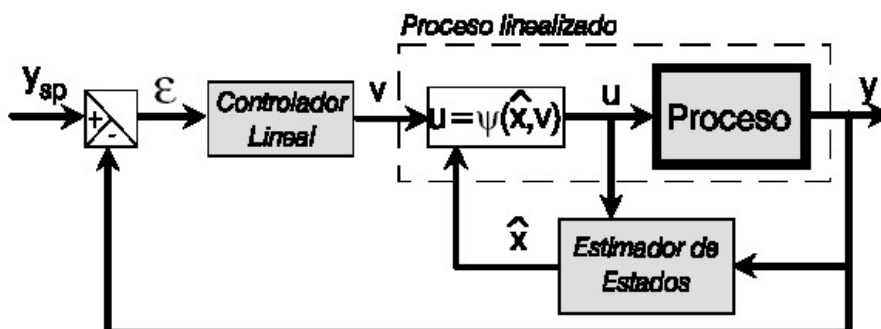 Proceso linealizado
y_sp
+
-
ε
Controlador
Lineal
v
u=ψ(x̂,v)
u
Proceso
y
x̂
Estimador de
Estados